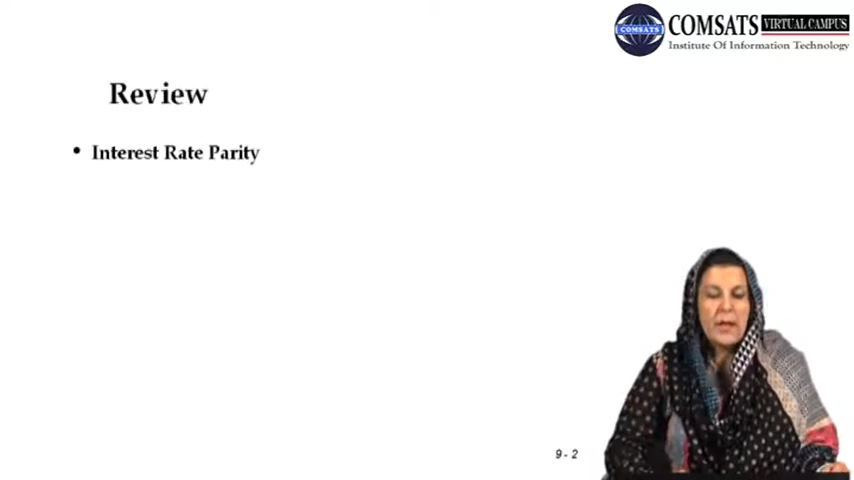 COMSATS
COMSATS VIRTUAL CAMPUS
Institute Of Information Technology
Review
• Interest Rate Parity
9 - 2